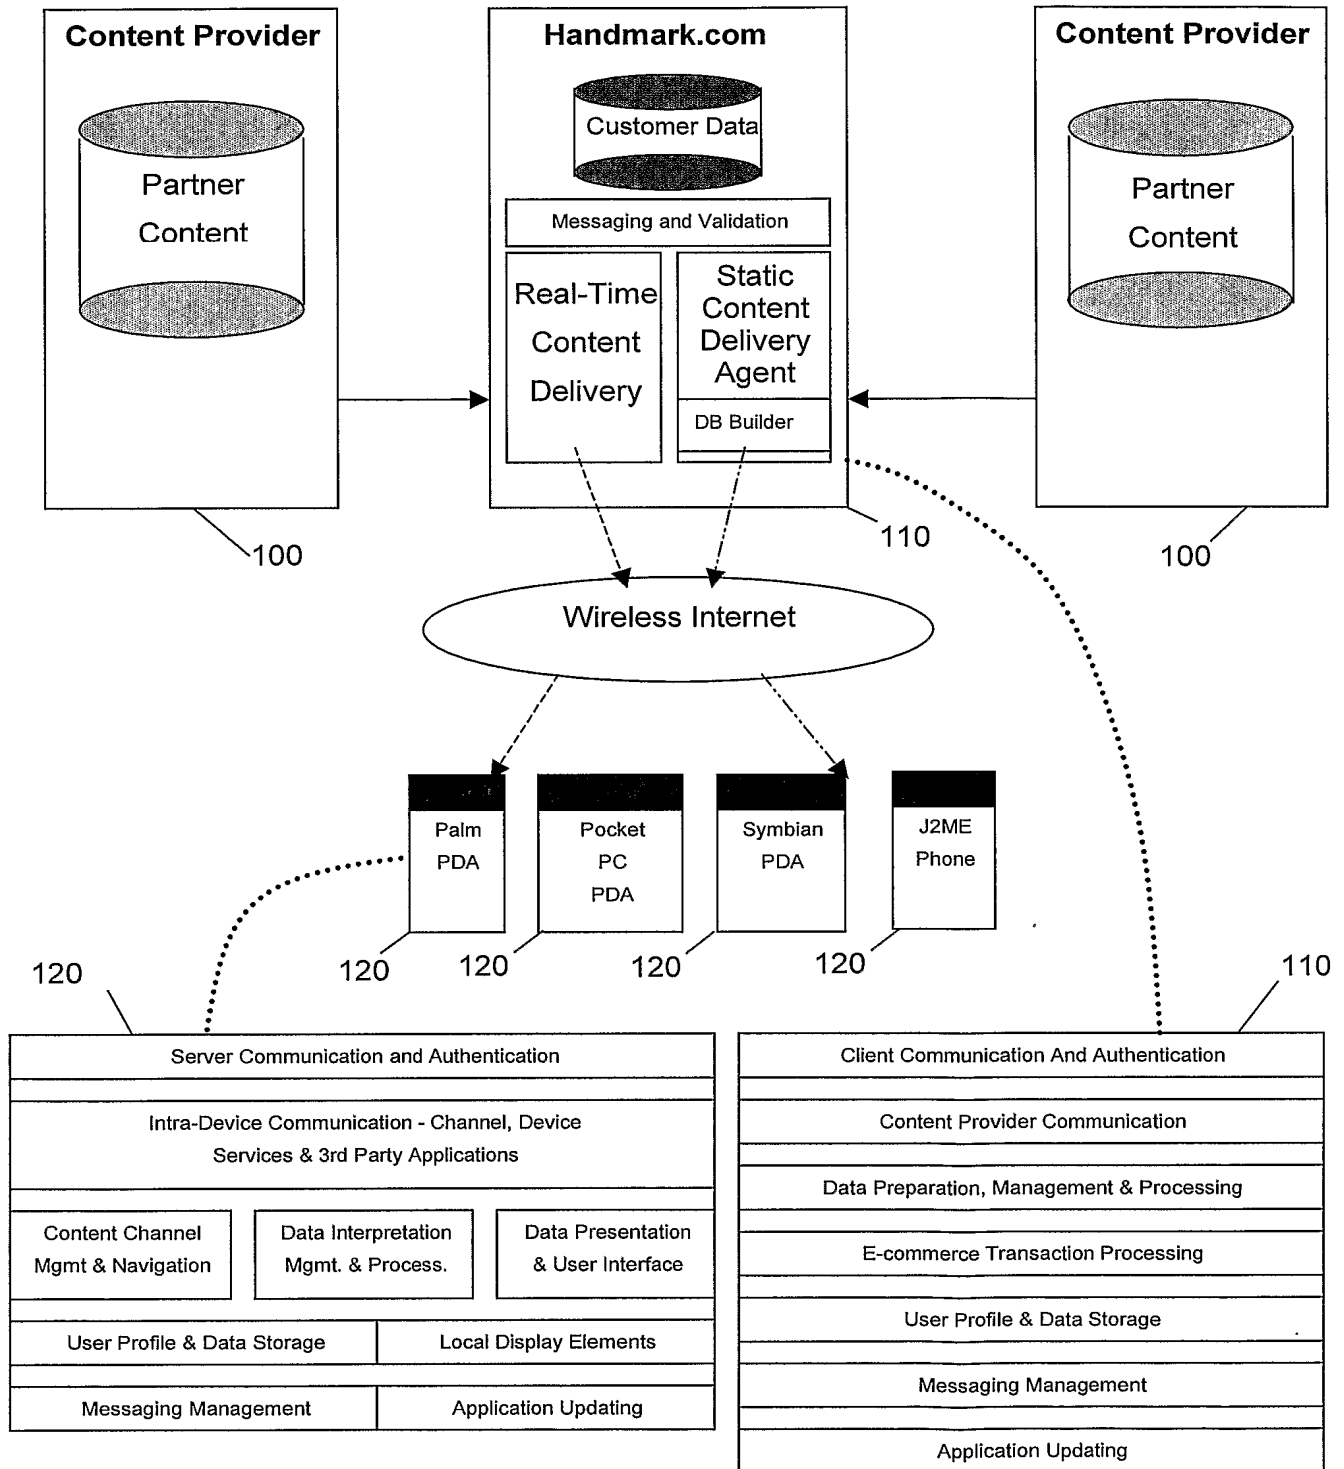 Content Provider
Partner
Content
100
Handmark.com
Customer Data
Messaging and Validation
Real-Time
Content
Delivery
Static
Content
Delivery
Agent
DB Builder
110
Content Provider
Partner
Content
100
Wireless Internet
Palm
PDA
120
Pocket
PC
PDA
120
Symbian
PDA
120
J2ME
Phone
120
120
Server Communication and Authentication
Intra-Device Communication - Channel, Device
Services & 3rd Party Applications
Content Channel
Mgmt & Navigation
Data Interpretation
Mgmt. & Process.
Data Presentation
& User Interface
User Profile & Data Storage
Local Display Elements
Messaging Management
Application Updating
110
Client Communication And Authentication
Content Provider Communication
Data Preparation, Management & Processing
E-commerce Transaction Processing
User Profile & Data Storage
Messaging Management
Application Updating